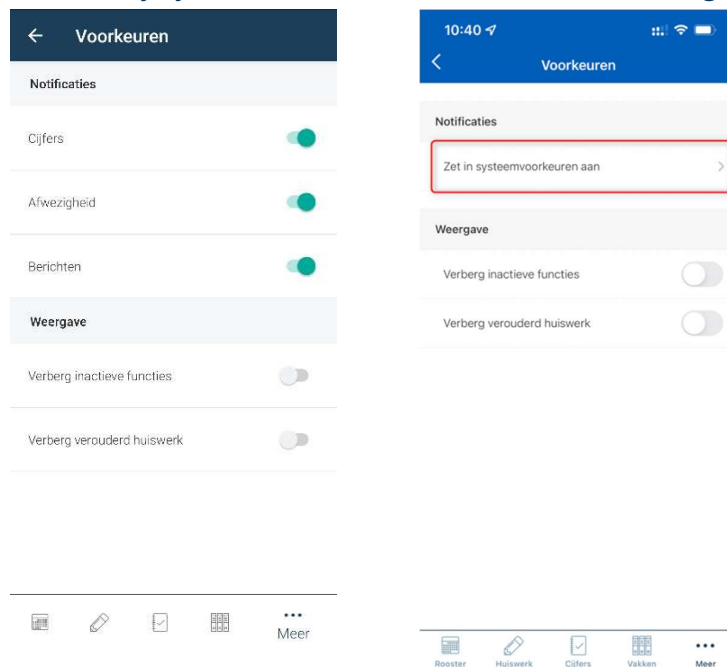 Voorkeuren
Notificaties
Cijfers
Afwezigheid
Berichten
Weergave
Verberg inactieve functies
Verberg verouderd huiswerk
Meer
10:40
Voorkeuren
Notificaties
Zet in systeemvoorkeuren aan
Weergave
Verberg inactieve functies
Verberg verouderd huiswerk
Rooster Huiswerk Cijfers Vakken Meer